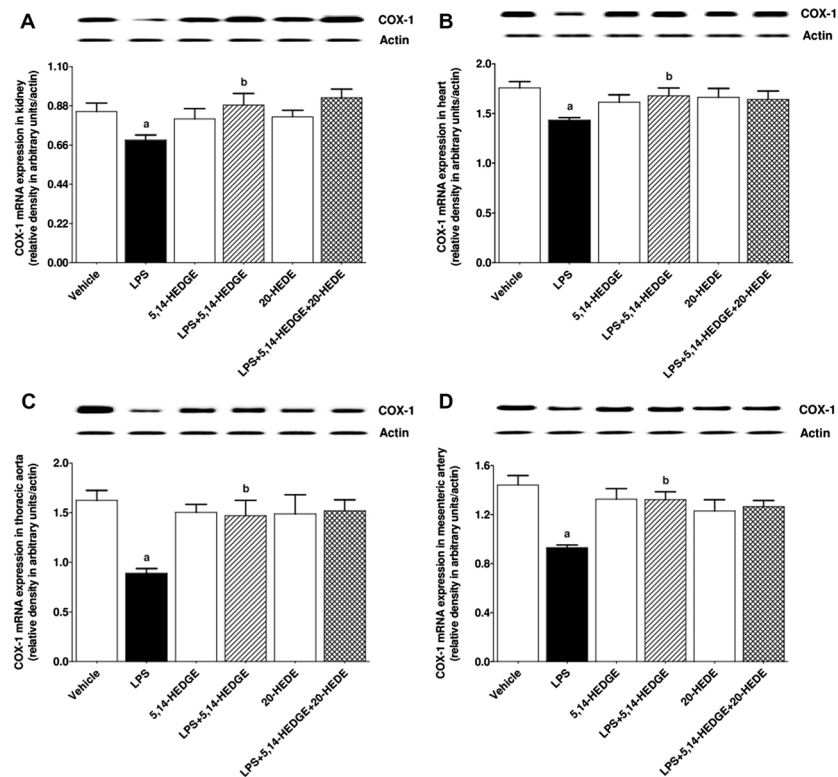 A
COX-1
Actin
COX-1 mRNA expression in kidney
(relative density in arbitrary units/actin)
1.10
0.88
0.66
0.44
0.22
0.00
a
b
Vehicle
LPS
5,14-HEDGE
LPS+5,14-HEDGE
20-HEDE
LPS+5,14-HEDGE+20-HEDE
B
COX-1
Actin
COX-1 mRNA expression in heart
(relative density in arbitrary units/actin)
2.0
1.5
1.0
0.5
0.0
a
b
Vehicle
LPS
5,14-HEDGE
LPS+5,14-HEDGE
20-HEDE
LPS+5,14-HEDGE+20-HEDE
C
COX-1
Actin
COX-1 mRNA expression in thoracic aorta
(relative density in arbitrary units/actin)
2.0
1.5
1.0
0.5
0.0
a
b
Vehicle
LPS
5,14-HEDGE
LPS+5,14-HEDGE
20-HEDE
LPS+5,14-HEDGE+20-HEDE
D
COX-1
Actin
COX-1 mRNA expression in mesenteric artery
(relative density in arbitrary units/actin)
1.6
1.2
0.8
0.4
0.0
a
b
Vehicle
LPS
5,14-HEDGE
LPS+5,14-HEDGE
20-HEDE
LPS+5,14-HEDGE+20-HEDE